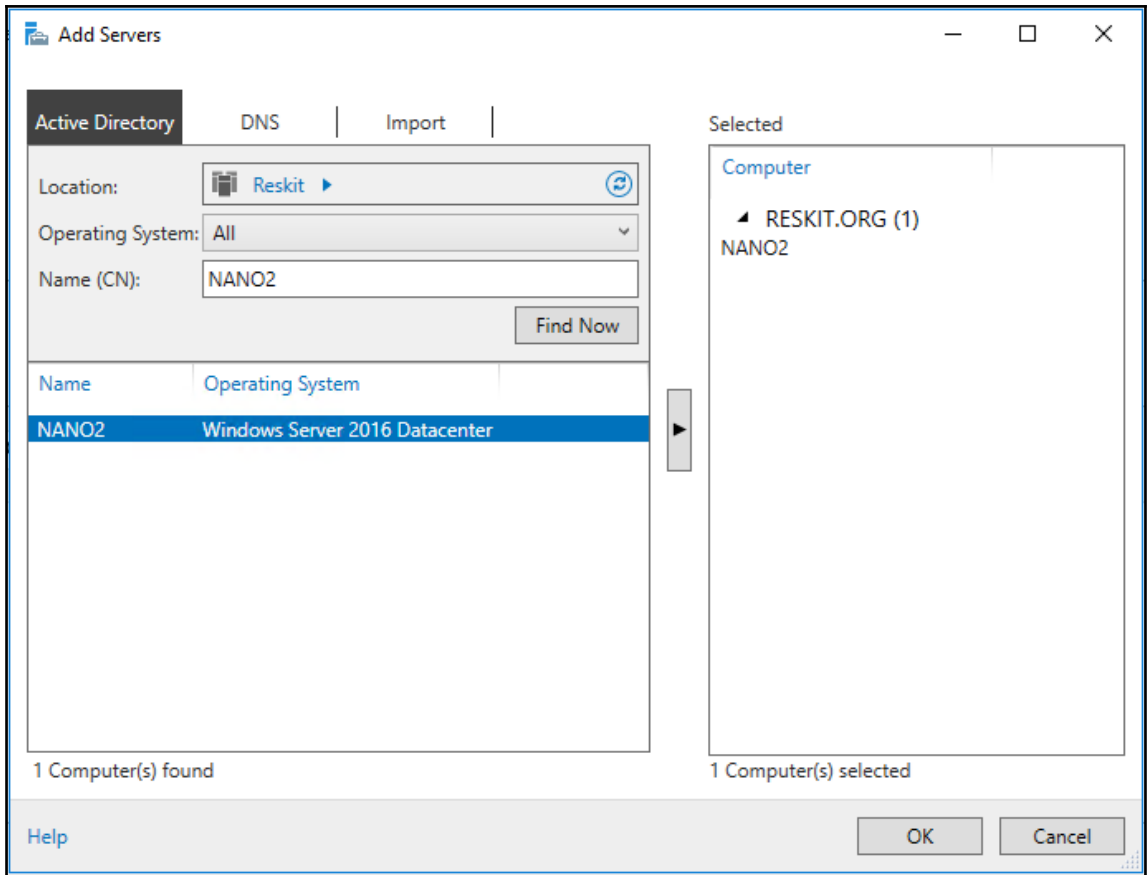 Add Servers
Active Directory DNS Import
Location: Reskit
Operating System: All
Name (CN): NANO2
Find Now
Name Operating System
NANO2 Windows Server 2016 Datacenter
1 Computer(s) found
Selected
Computer
RESKIT.ORG (1)
NANO2
1 Computer(s) selected
Help OK Cancel